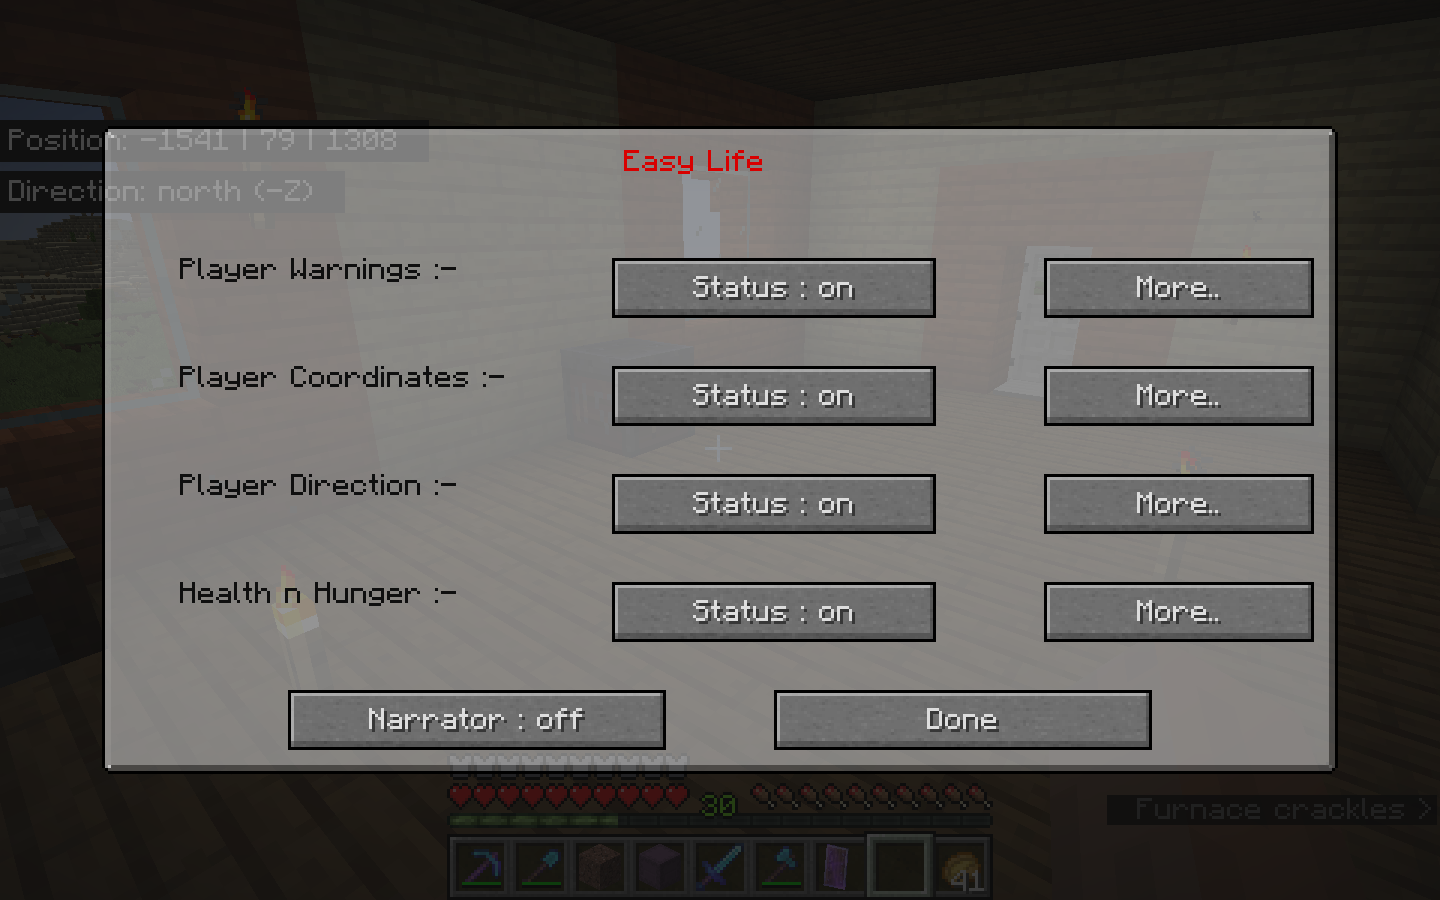 Position: -1541 | 79 | 1308
Easy Life
Direction: north (-Z)
Player Warnings :-
Status : on
More..
Player Coordinates :-
Status : on
More..
Player Direction :-
Status : on
More..
Health n Hunger :-
Status : on
More..
Narrator : off
Done
30
Furnace crackles >
41